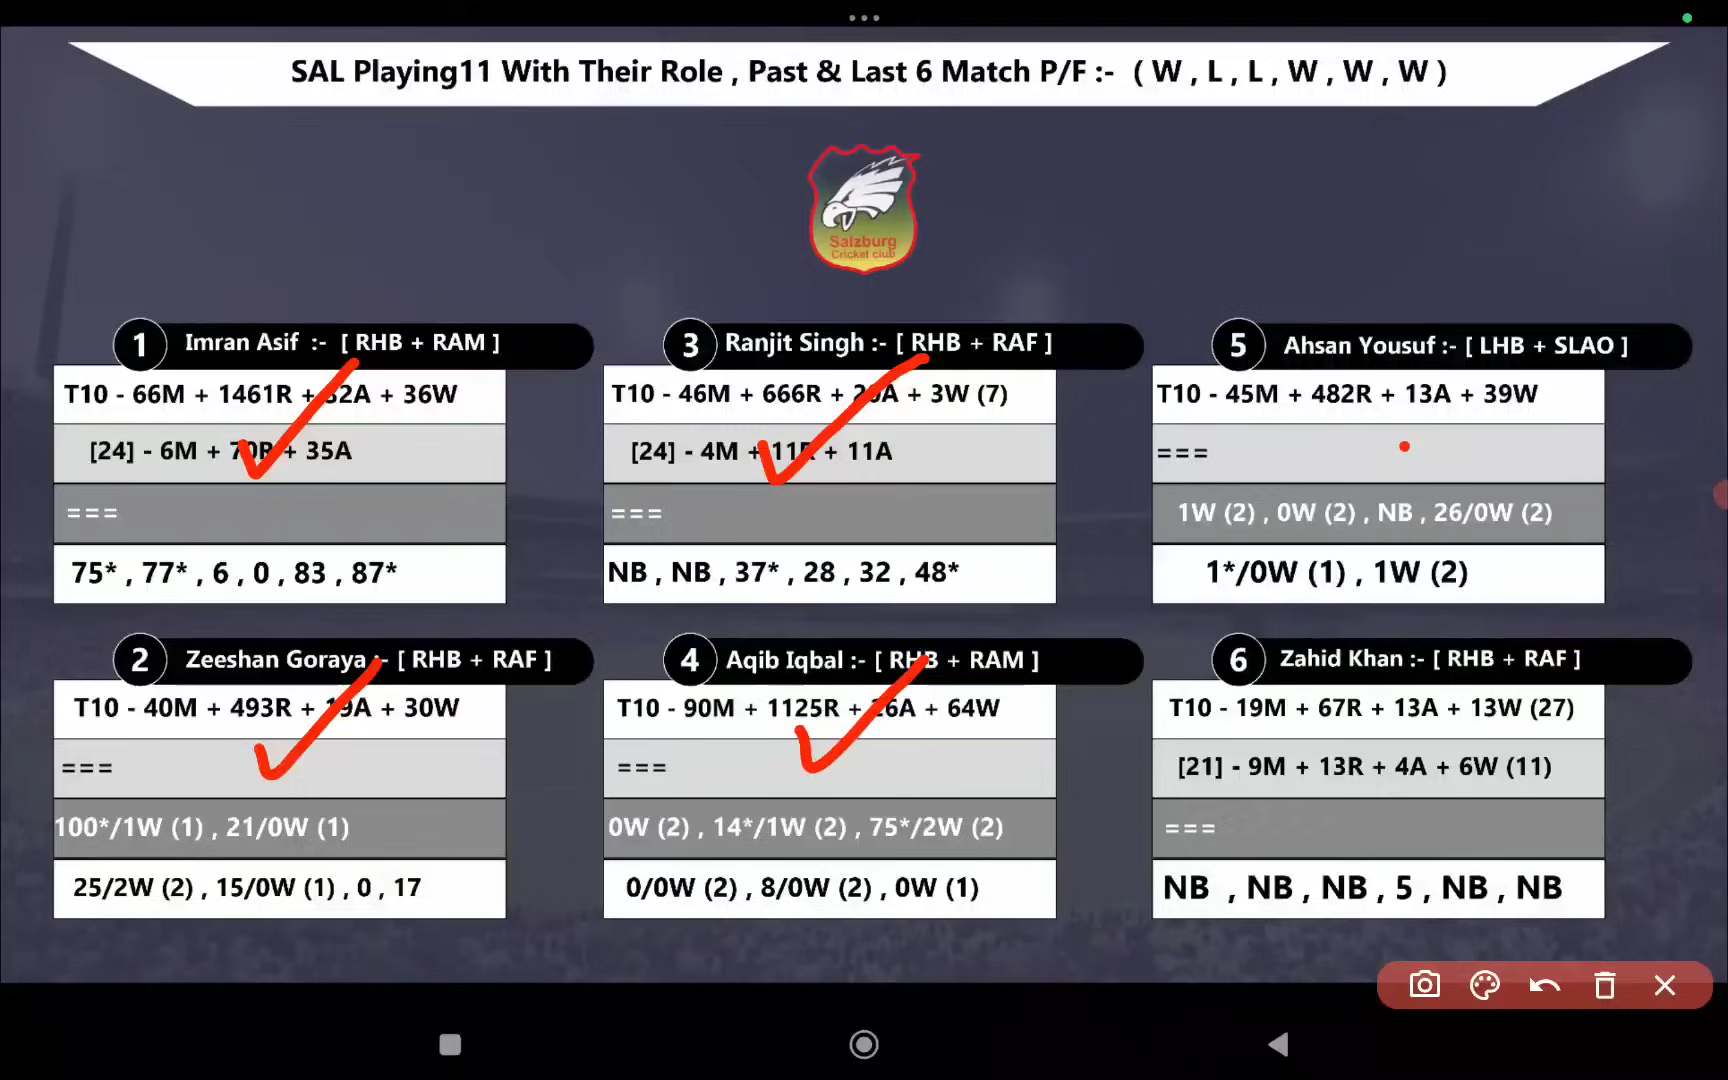 SAL Playing11 With Their Role , Past & Last 6 Match P/F :- ( W , L , L , W , W , W )
Salzburg
Cricket club
1 Imran Asif :- [ RHB + RAM ]
T10 - 66M + 1461R + 32A + 36W
[24] - 6M + 70R + 35A
===
75* , 77* , 6 , 0 , 83 , 87*
2 Zeeshan Goraya :- [ RHB + RAF ]
T10 - 40M + 493R + 19A + 30W
===
100*/1W (1) , 21/0W (1)
25/2W (2) , 15/0W (1) , 0 , 17
3 Ranjit Singh :- [ RHB + RAF ]
T10 - 46M + 666R + A + 3W (7)
[24] - 4M + 11R + 11A
===
NB , NB , 37* , 28 , 32 , 48*
4 Aqib Iqbal :- [ RHB + RAM ]
T10 - 90M + 1125R + 26A + 64W
===
0W (2) , 14*/1W (2) , 75*/2W (2)
0/0W (2) , 8/0W (2) , 0W (1)
5 Ahsan Yousuf :- [ LHB + SLAO ]
T10 - 45M + 482R + 13A + 39W
===
1W (2) , 0W (2) , NB , 26/0W (2)
1*/0W (1) , 1W (2)
6 Zahid Khan :- [ RHB + RAF ]
T10 - 19M + 67R + 13A + 13W (27)
[21] - 9M + 13R + 4A + 6W (11)
===
NB , NB , NB , 5 , NB , NB